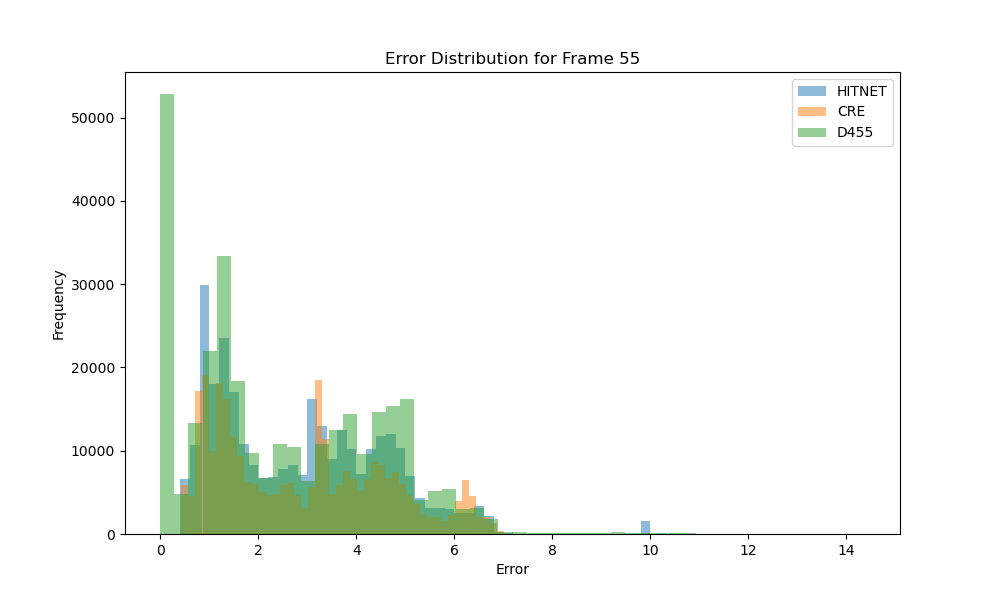 Error Distribution for Frame 55
HITNET
CRE
D455
50000
40000
30000
20000
10000
0
Frequency
0 2 4 6 8 10 12 14
Error